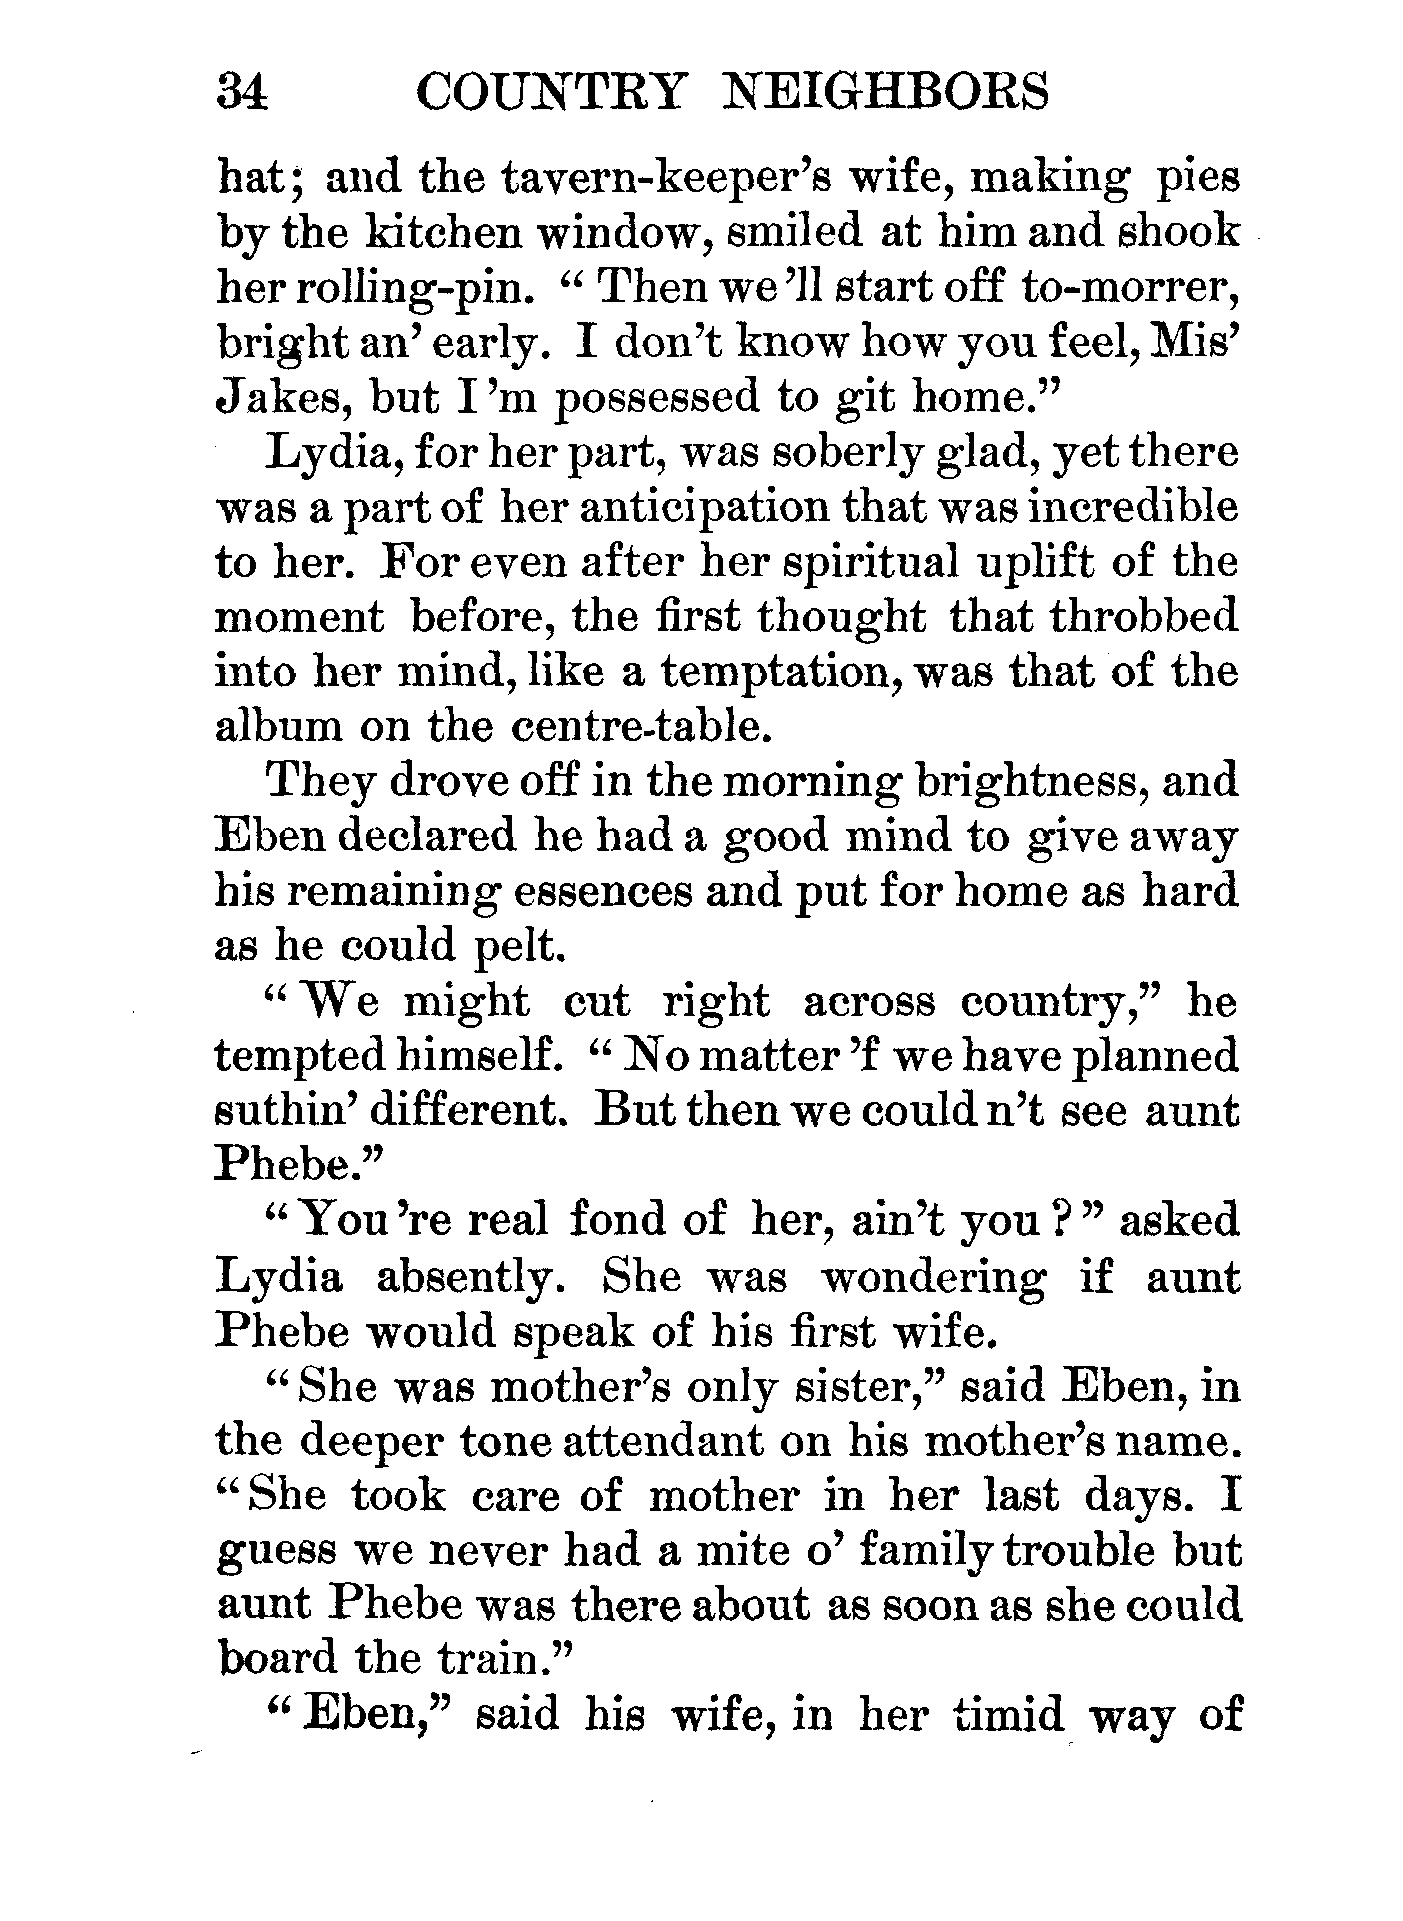 34 COUNTRY NEIGHBORS
hat; and the tavern-keeper's wife, making pies
by the kitchen window, smiled at him and shook
her rolling-pin. “ Then we 'll start off to-morrer,
bright an' early. I don't know how you feel, Mis'
Jakes, but I 'm possessed to git home.”
Lydia, for her part, was soberly glad, yet there
was a part of her anticipation that was incredible
to her. For even after her spiritual uplift of the
moment before, the first thought that throbbed
into her mind, like a temptation, was that of the
album on the centre-table.
They drove off in the morning brightness, and
Eben declared he had a good mind to give away
his remaining essences and put for home as hard
as he could pelt.
“ We might cut right across country,” he
tempted himself. “ No matter 'f we have planned
suthin' different. But then we could n't see aunt
Phebe.”
“ You 're real fond of her, ain't you ? ” asked
Lydia absently. She was wondering if aunt
Phebe would speak of his first wife.
“ She was mother's only sister,” said Eben, in
the deeper tone attendant on his mother's name.
“ She took care of mother in her last days. I
guess we never had a mite o' family trouble but
aunt Phebe was there about as soon as she could
board the train.”
“ Eben,” said his wife, in her timid way of